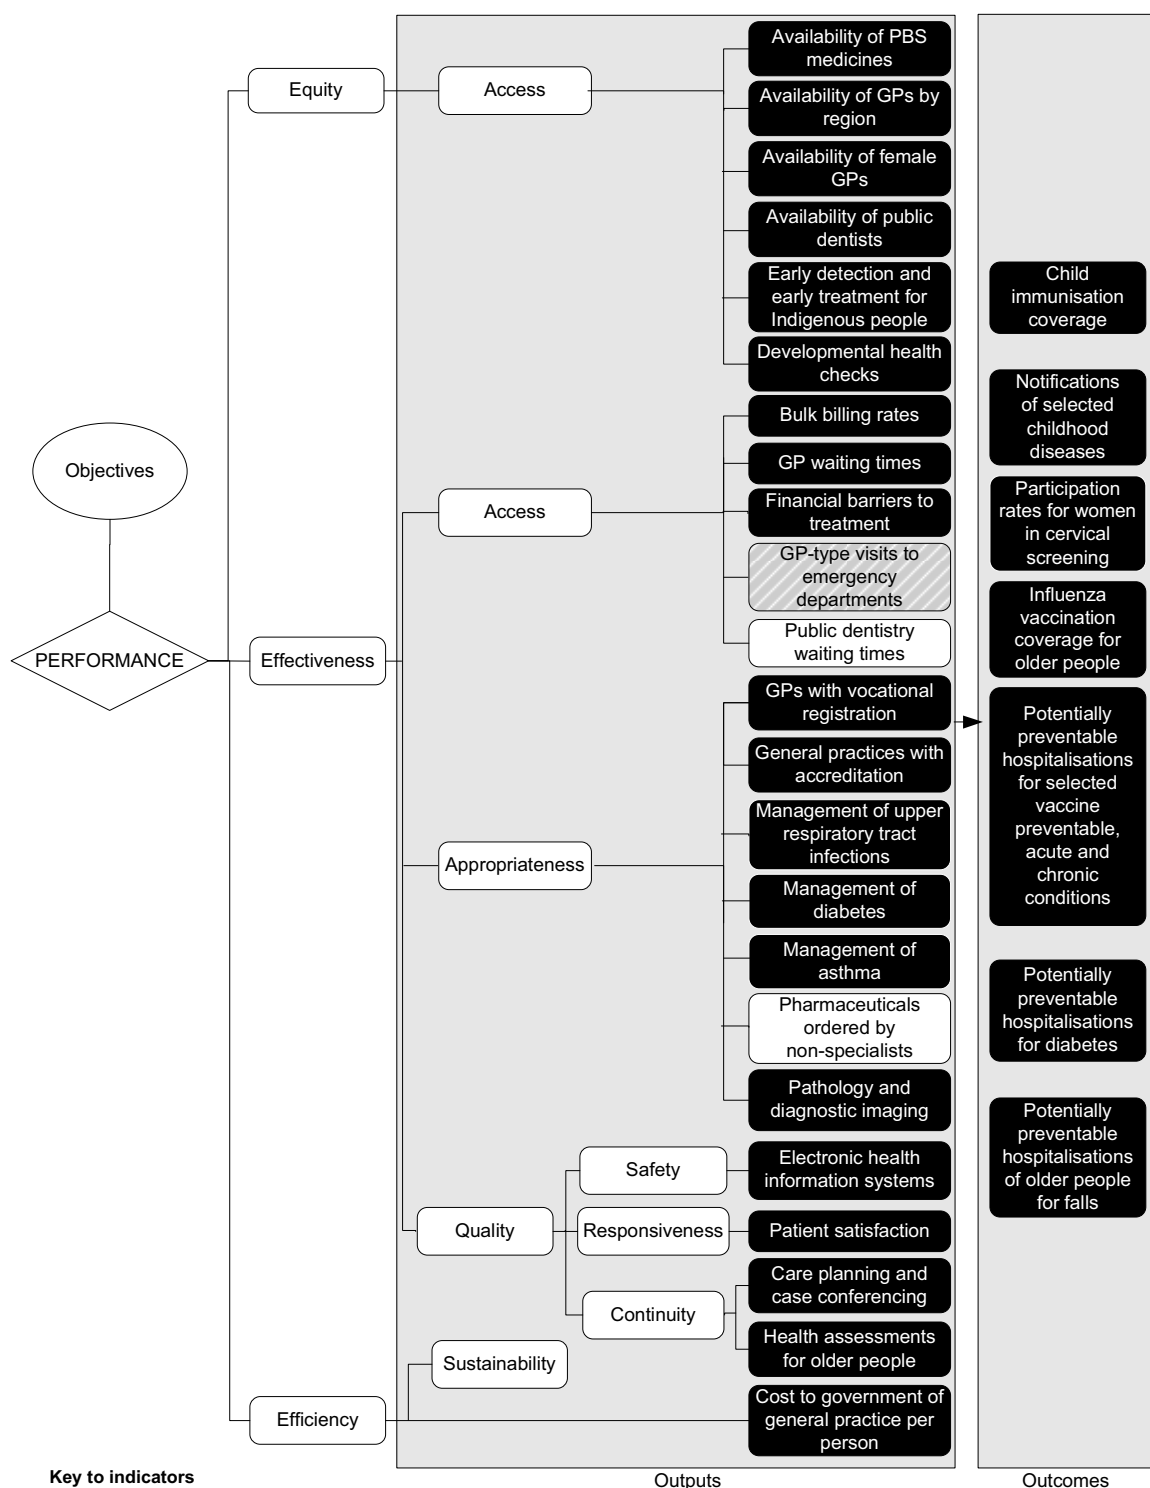 Objectives
PERFORMANCE
Equity
Access
Availability of PBS
medicines
Availability of GPs by
region
Availability of female
GPs
Availability of public
dentists
Early detection and
early treatment for
Indigenous people
Developmental health
checks
Effectiveness
Access
Bulk billing rates
GP waiting times
Financial barriers to
treatment
GP-type visits to
emergency
departments
Public dentistry
waiting times
Appropriateness
GPs with vocational
registration
General practices with
accreditation
Management of upper
respiratory tract
infections
Management of
diabetes
Management of
asthma
Pharmaceuticals
ordered by
non-specialists
Pathology and
diagnostic imaging
Quality
Safety
Electronic health
information systems
Responsiveness
Patient satisfaction
Continuity
Care planning and
case conferencing
Health assessments
for older people
Efficiency
Sustainability
Cost to government of
general practice per
person
Child
immunisation
coverage
Notifications
of selected
childhood
diseases
Participation
rates for women
in cervical
screening
Influenza
vaccination
coverage for
older people
Potentially
preventable
hospitalisations
for selected
vaccine
preventable,
acute and
chronic
conditions
Potentially
preventable
hospitalisations
for diabetes
Potentially
preventable
hospitalisations
of older people
for falls
Key to indicators
Outputs
Outcomes